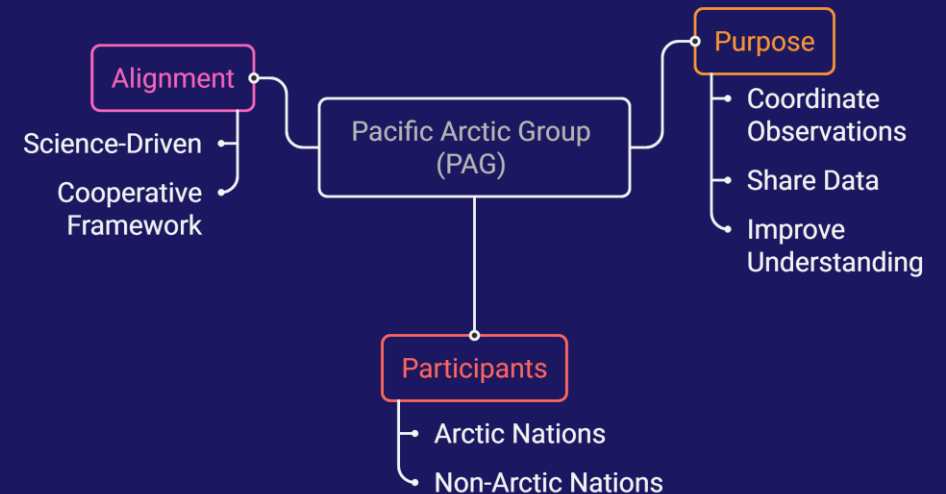 Pacific Arctic Group
(PAG)
Alignment
Science-Driven
Cooperative
Framework
Purpose
Coordinate
Observations
Share Data
Improve
Understanding
Participants
Arctic Nations
Non-Arctic Nations